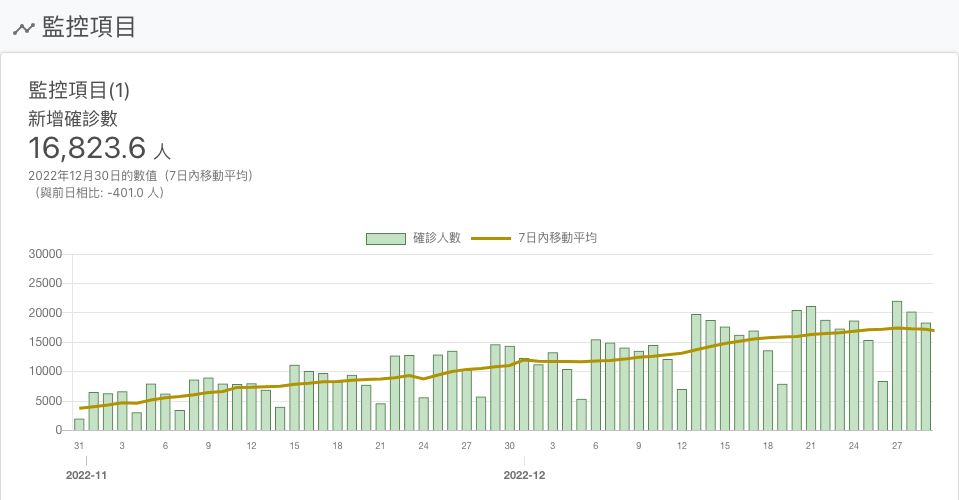 監控項目
監控項目(1)
新增確診數
16,823.6 人
2022年12月30日的數值（7日內移動平均）
（與前日相比: -401.0 人）
確診人數 7日內移動平均
30000
25000
20000
15000
10000
5000
0
31 3 6 9 12 15 18 21 24 27 30 3 6 9 12 15 18 21 24 27
2022-11 2022-12